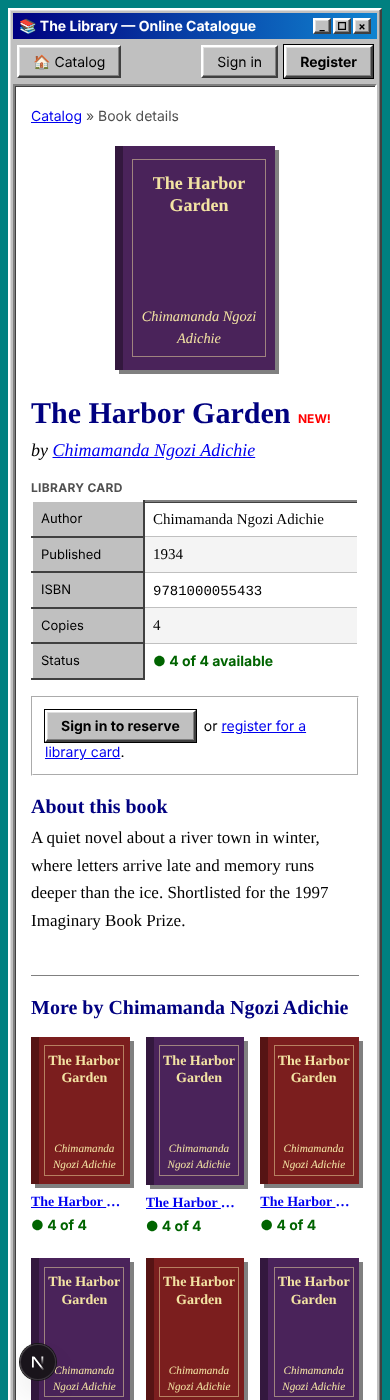 📚 The Library — Online Catalogue
🏠 Catalog
Sign in
Register
Catalog » Book details
The Harbor
Garden
Chimamanda Ngozi
Adichie
The Harbor Garden NEW!
by Chimamanda Ngozi Adichie
LIBRARY CARD
Author Chimamanda Ngozi Adichie
Published 1934
ISBN 9781000055433
Copies 4
Status ● 4 of 4 available
Sign in to reserve or register for a
library card.
About this book
A quiet novel about a river town in winter,
where letters arrive late and memory runs
deeper than the ice. Shortlisted for the 1997
Imaginary Book Prize.
More by Chimamanda Ngozi Adichie
The Harbor
Garden
Chimamanda
Ngozi Adichie
The Harbor ...
● 4 of 4
The Harbor
Garden
Chimamanda
Ngozi Adichie
The Harbor ...
● 4 of 4
The Harbor
Garden
Chimamanda
Ngozi Adichie
The Harbor ...
● 4 of 4
The Harbor
Garden
Chimamanda
Ngozi Adichie
The Harbor
Garden
Chimamanda
Ngozi Adichie
The Harbor
Garden
Chimamanda
Ngozi Adichie
N